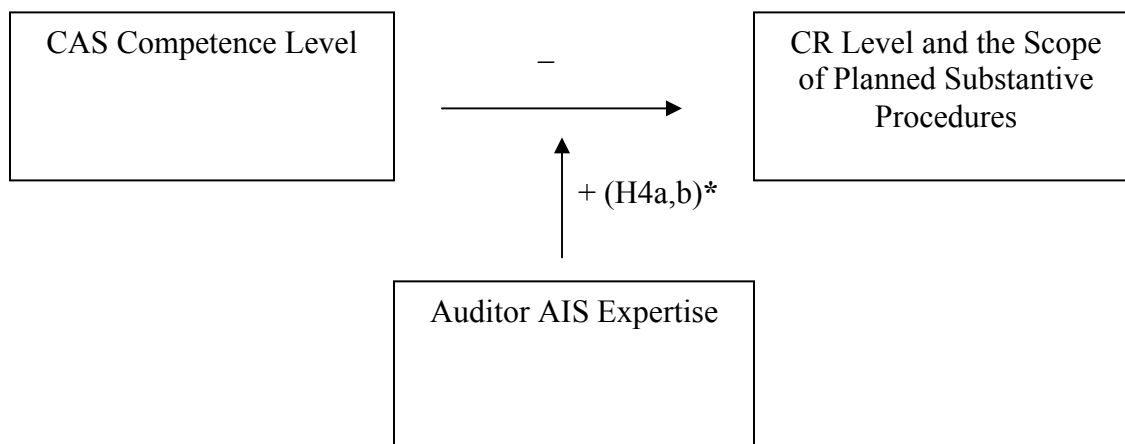 CAS Competence Level
CR Level and the Scope
of Planned Substantive
Procedures
–
+ (H4a,b)*
Auditor AIS Expertise